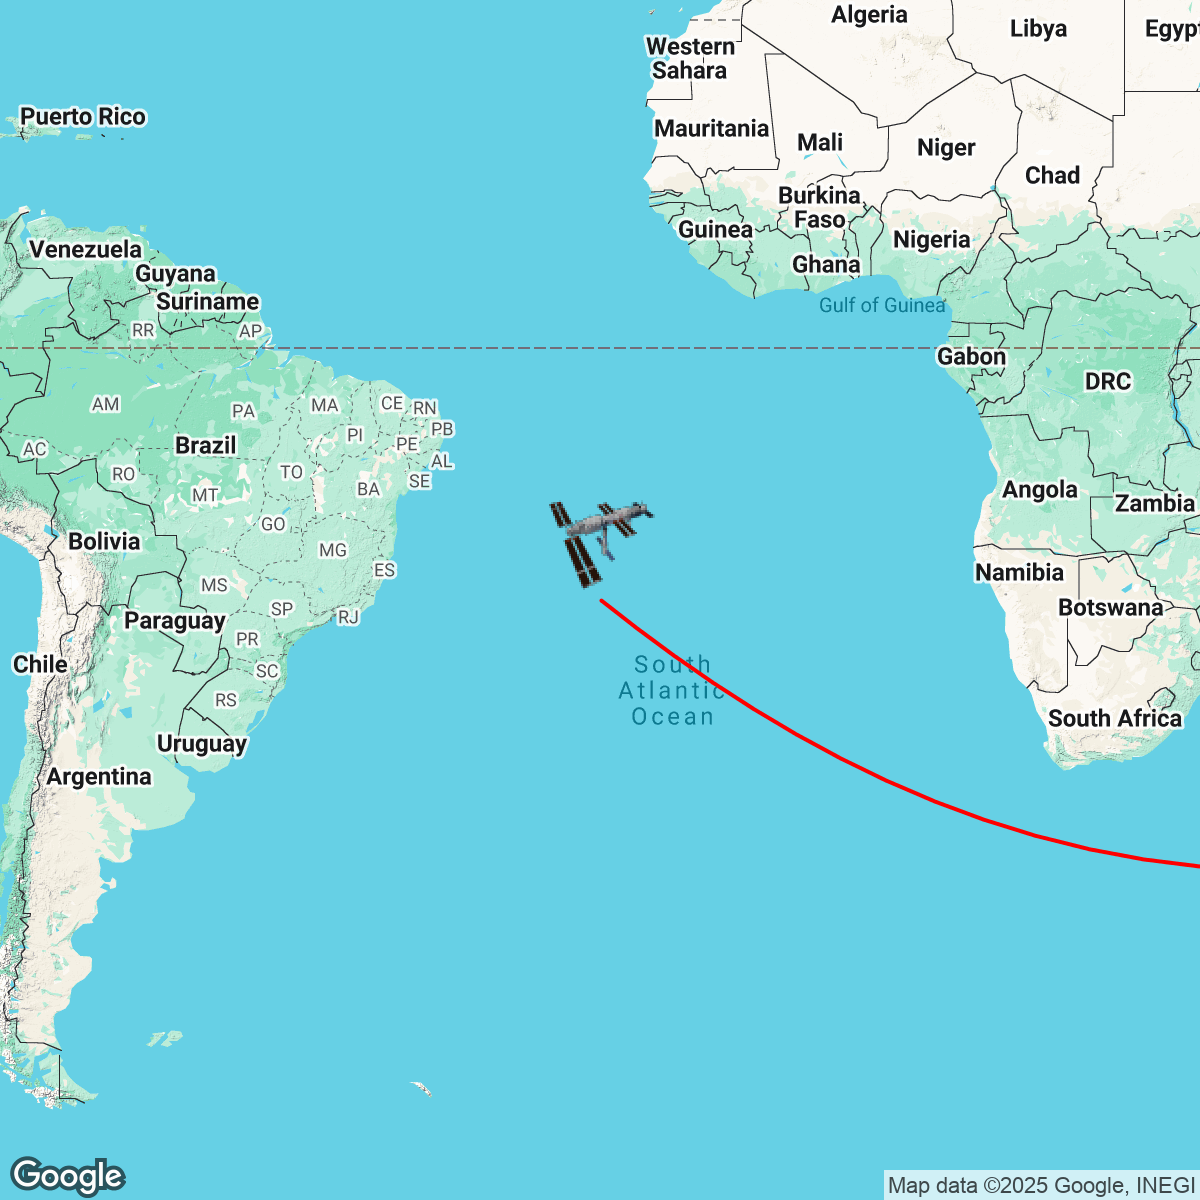 Algeria
Libya
Egypt
Western
Sahara
Puerto Rico
Mauritania
Mali
Niger
Chad
Burkina
Faso
Guinea
Nigeria
Venezuela
Ghana
Guyana
Suriname
Gulf of Guinea
RR
AP
Gabon
DRC
AM
PA
MA
CE
RN
PI
PB
PE
Brazil
AC
AL
RO
TO
SE
BA
MT
Angola
Zambia
GO
Bolivia
MG
ES
Namibia
MS
SP
Botswana
RJ
Paraguay
PR
Chile
South
Atlantic
Ocean
SC
RS
South Africa
Uruguay
Argentina
Google
Map data ©2025 Google, INEGI